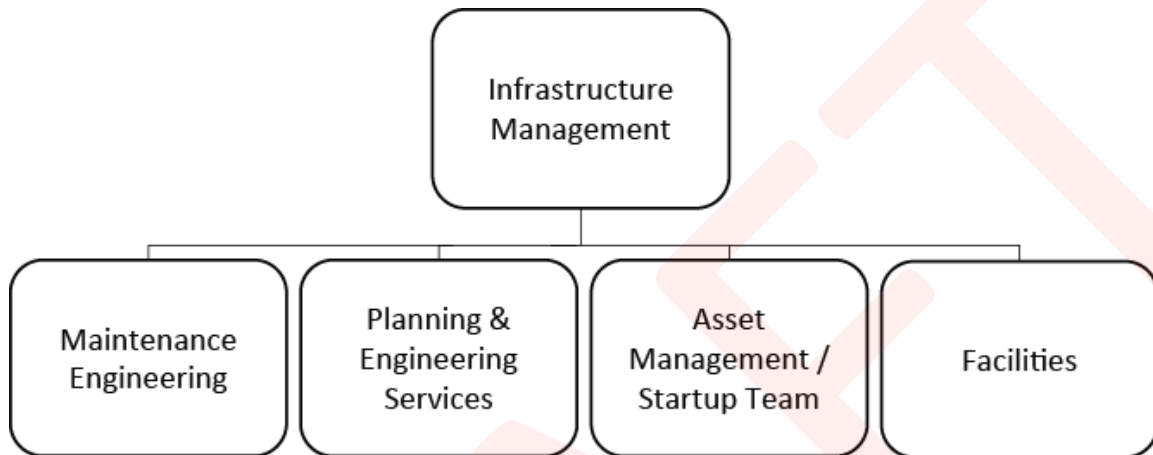 Infrastructure
Management
Maintenance
Engineering
Planning &
Engineering
Services
Asset
Management /
Startup Team
Facilities